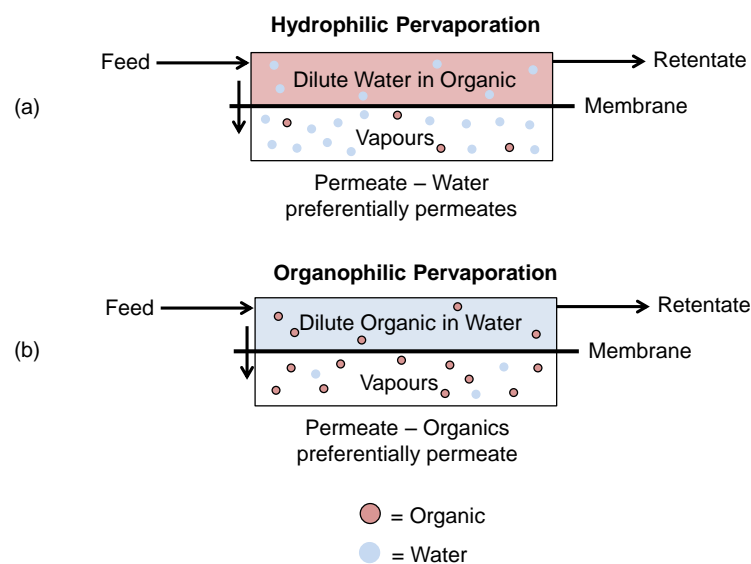 Hydrophilic Pervaporation
Feed
Retentate
(a)
Dilute Water in Organic
Membrane
Vapours
Permeate – Water
preferentially permeates
Organophilic Pervaporation
Feed
Retentate
(b)
Dilute Organic in Water
Membrane
Vapours
Permeate – Organics
preferentially permeate
= Organic
= Water